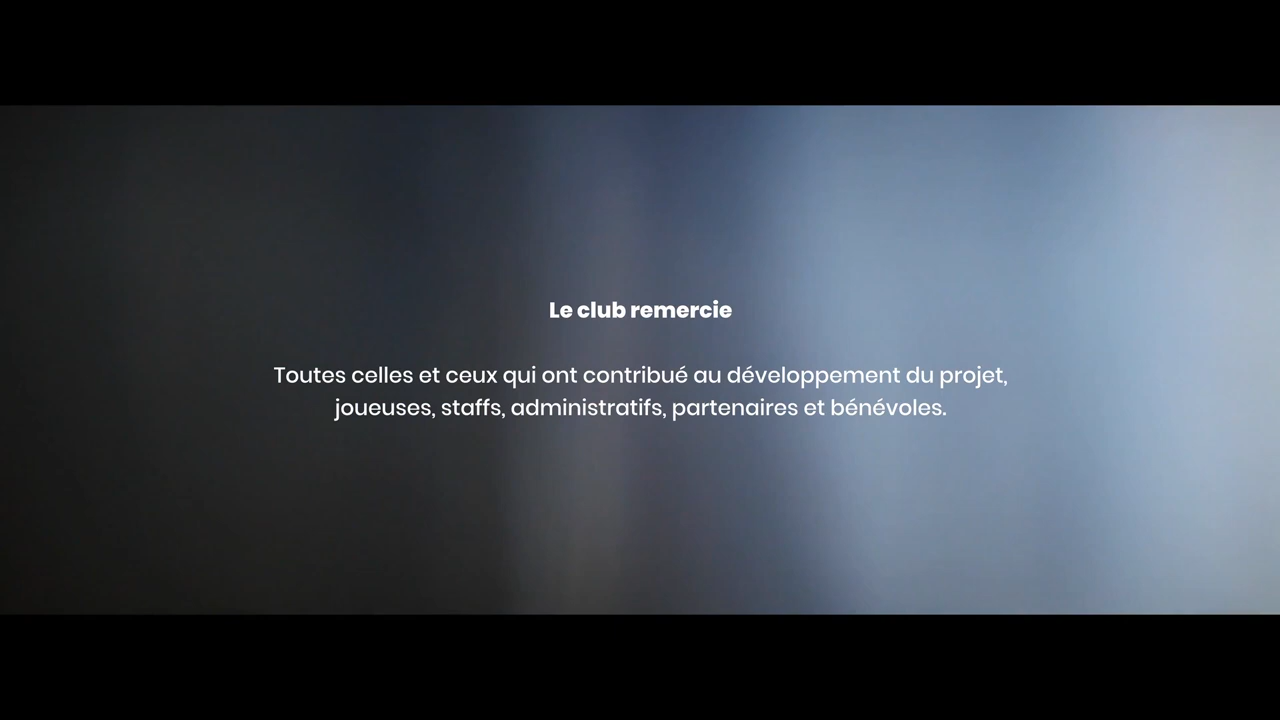 Le club remercie
Toutes celles et ceux qui ont contribué au développement du projet,
joueuses, staffs, administratifs, partenaires et bénévoles.